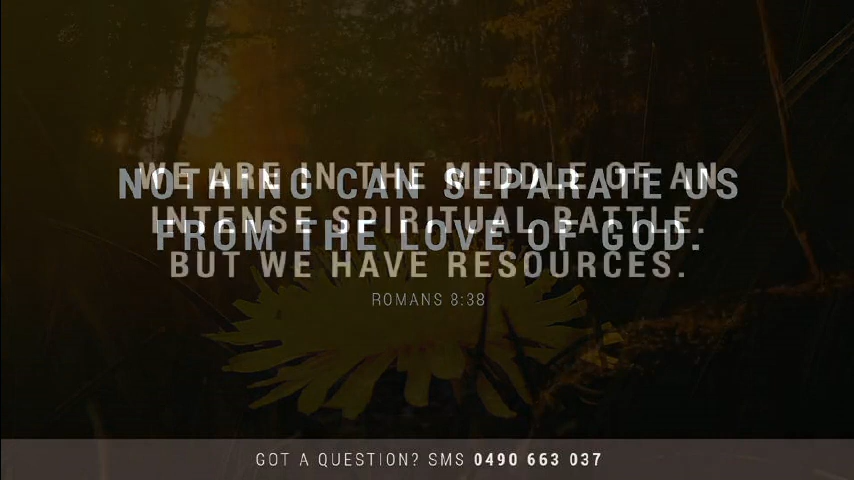 WE ARE IN THE MIDDLE OF AN
INTENSE SPIRITUAL BATTLE.
BUT WE HAVE RESOURCES.
NOTHING CAN SEPARATE US
FROM THE LOVE OF GOD.
ROMANS 8:38
GOT A QUESTION? SMS 0490 663 037